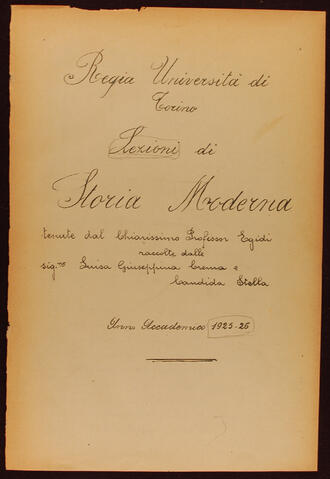 Regia Università di
Torino
Lezioni di
Storia Moderna
tenute dal Chiarissimo Professor Egidi
raccolte dalle
sig.ne Luisa Giuseppina Crema e
Candida Stella
Anno Accademico 1925-26